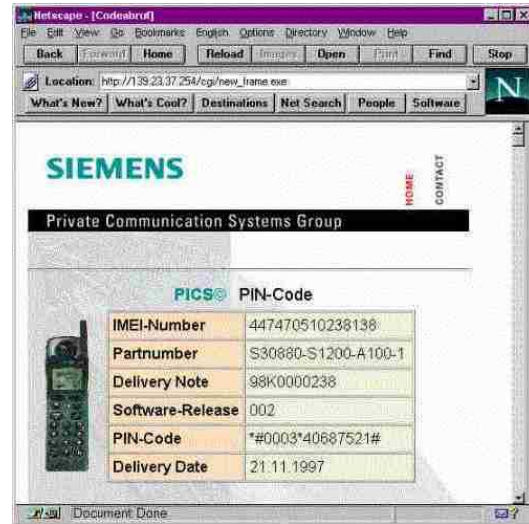 Netscape - [Codeabruf]
File Edit View Go Bookmarks English Options Directory Window Help
Back Forward Home Reload Images Open Print Find Stop
Location: http://139.23.37.254/cgi/new_frame.exe
What's New? What's Cool? Destinations Net Search People Software
N
SIEMENS
HOME
CONTACT
Private Communication Systems Group
PICS© PIN-Code
IMEI-Number 447470510238138
Partnumber S30880-S1200-A100-1
Delivery Note 98K0000238
Software-Release 002
PIN-Code *#0003*40687521#
Delivery Date 21.11.1997
Document: Done